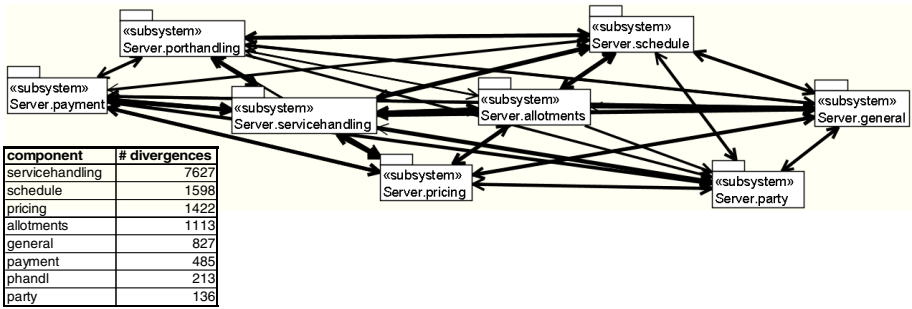 «subsystem»
Server.porthandling
«subsystem»
Server.schedule
«subsystem»
Server.payment
«subsystem»
Server.servicehandling
«subsystem»
Server.allotments
«subsystem»
Server.general
«subsystem»
Server.pricing
«subsystem»
Server.party
component # divergences
servicehandling 7627
schedule 1598
pricing 1422
allotments 1113
general 827
payment 485
phandl 213
party 136